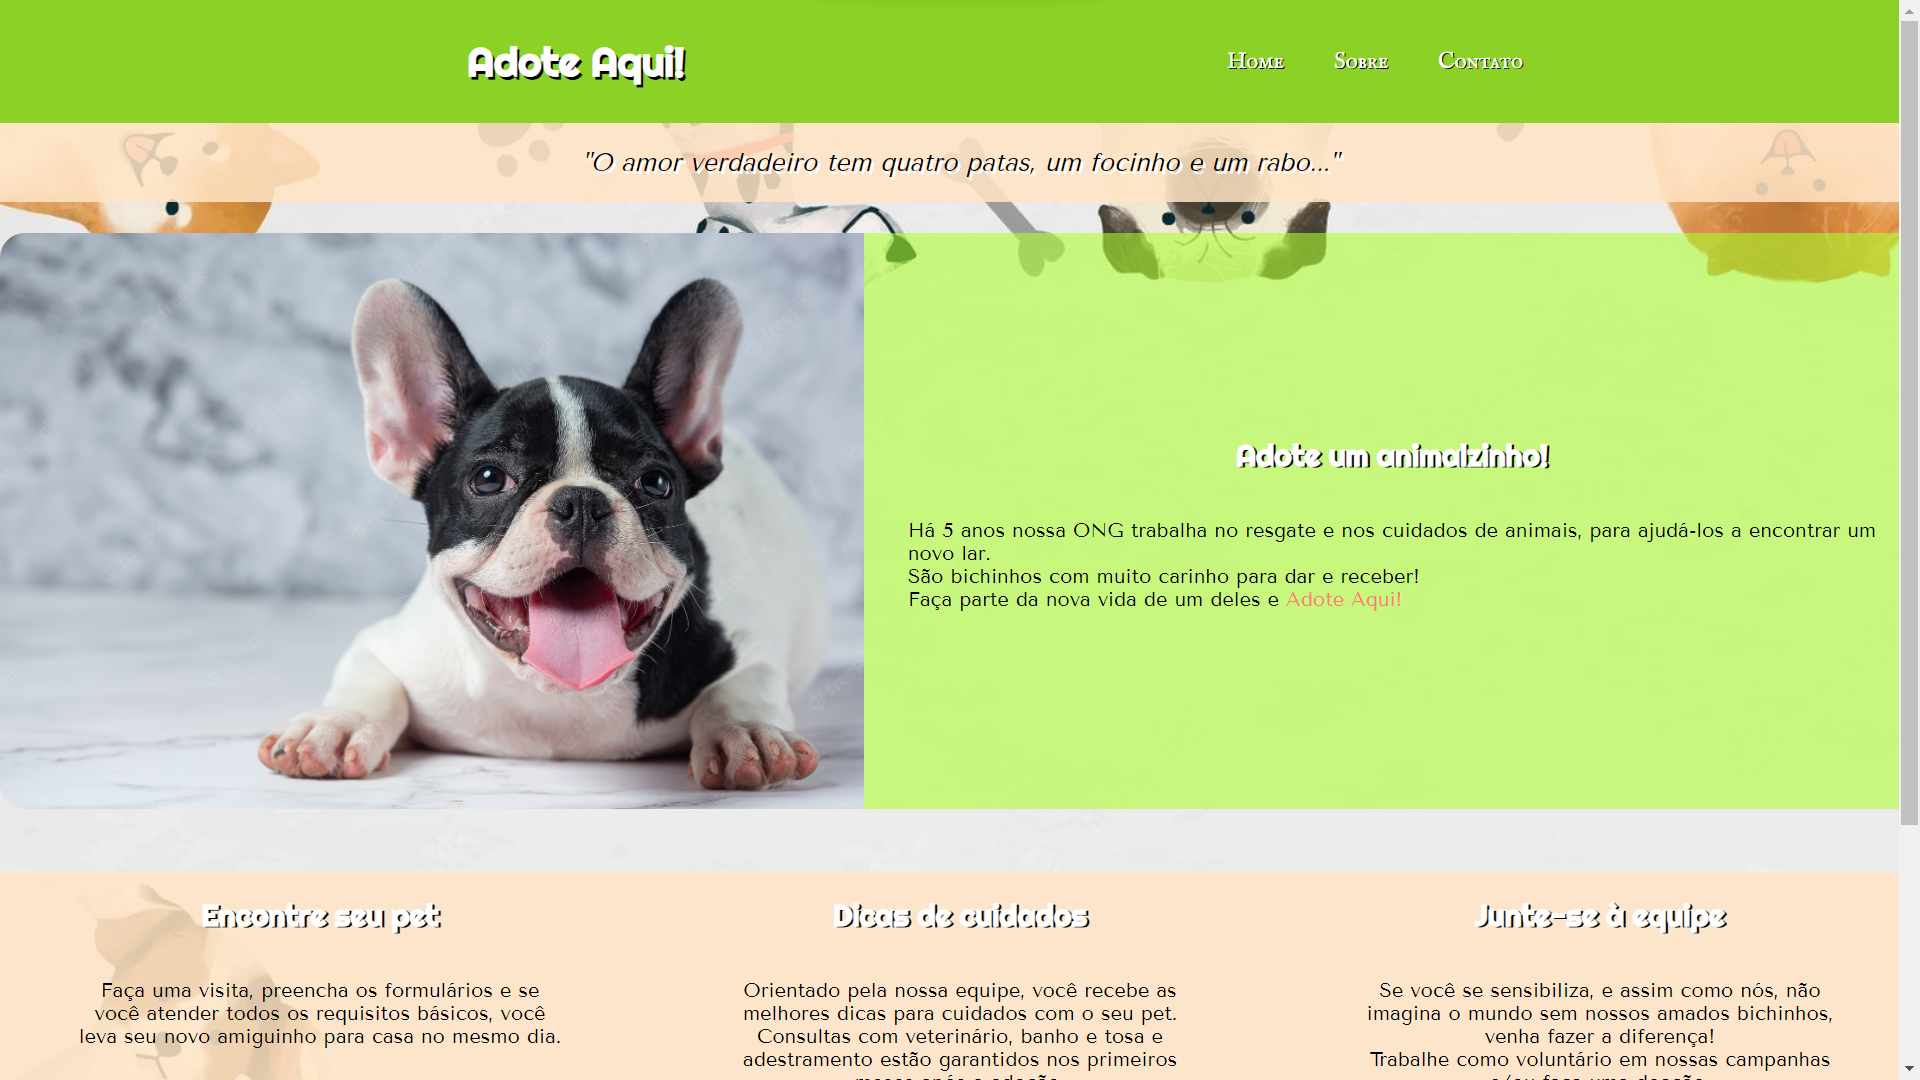 Adote Aqui!
Home Sobre Contato
"O amor verdadeiro tem quatro patas, um focinho e um rabo..."
Adote um animalzinho!
Há 5 anos nossa ONG trabalha no resgate e nos cuidados de animais, para ajudá-los a encontrar um
novo lar.
São bichinhos com muito carinho para dar e receber!
Faça parte da nova vida de um deles e Adote Aqui!
Encontre seu pet
Faça uma visita, preencha os formulários e se
você atender todos os requisitos básicos, você
leva seu novo amiguinho para casa no mesmo dia.
Dicas de cuidados
Orientado pela nossa equipe, você recebe as
melhores dicas para cuidados com o seu pet.
Consultas com veterinário, banho e tosa e
adestramento estão garantidos nos primeiros
Junte-se à equipe
Se você se sensibiliza, e assim como nós, não
imagina o mundo sem nossos amados bichinhos,
venha fazer a diferença!
Trabalhe como voluntário em nossas campanhas